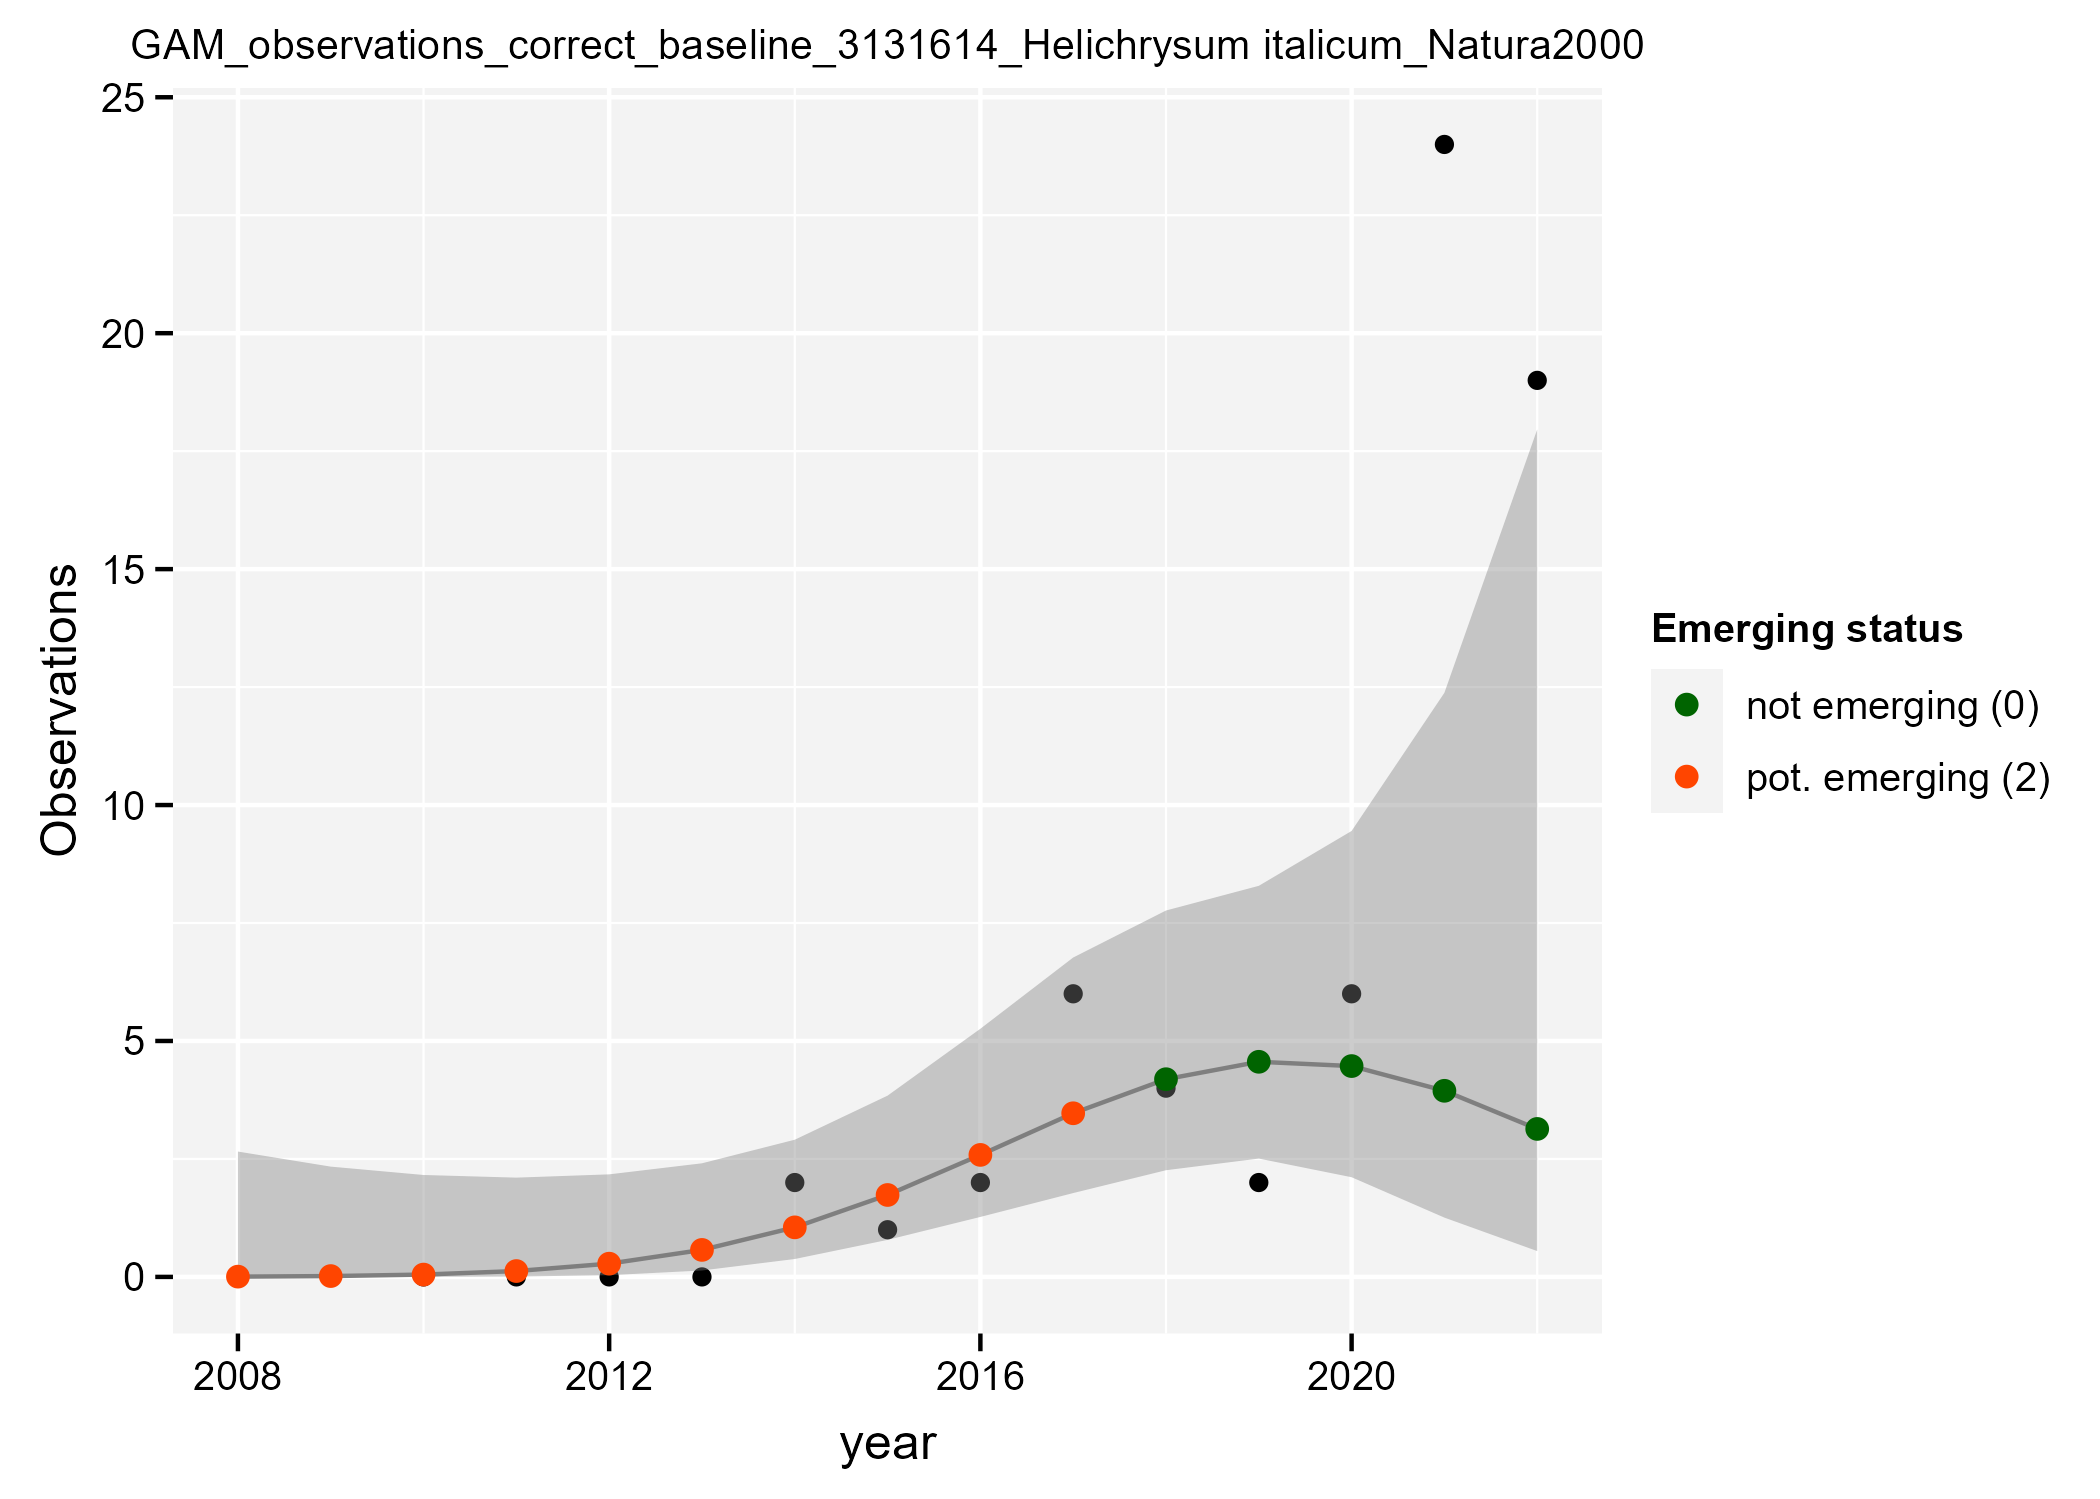 GAM_observations_correct_baseline_3131614_Helichrysum italicum_Natura2000
25
20
15
10
5
0
Observations
2008 2012 2016 2020
year
Emerging status
not emerging (0)
pot. emerging (2)